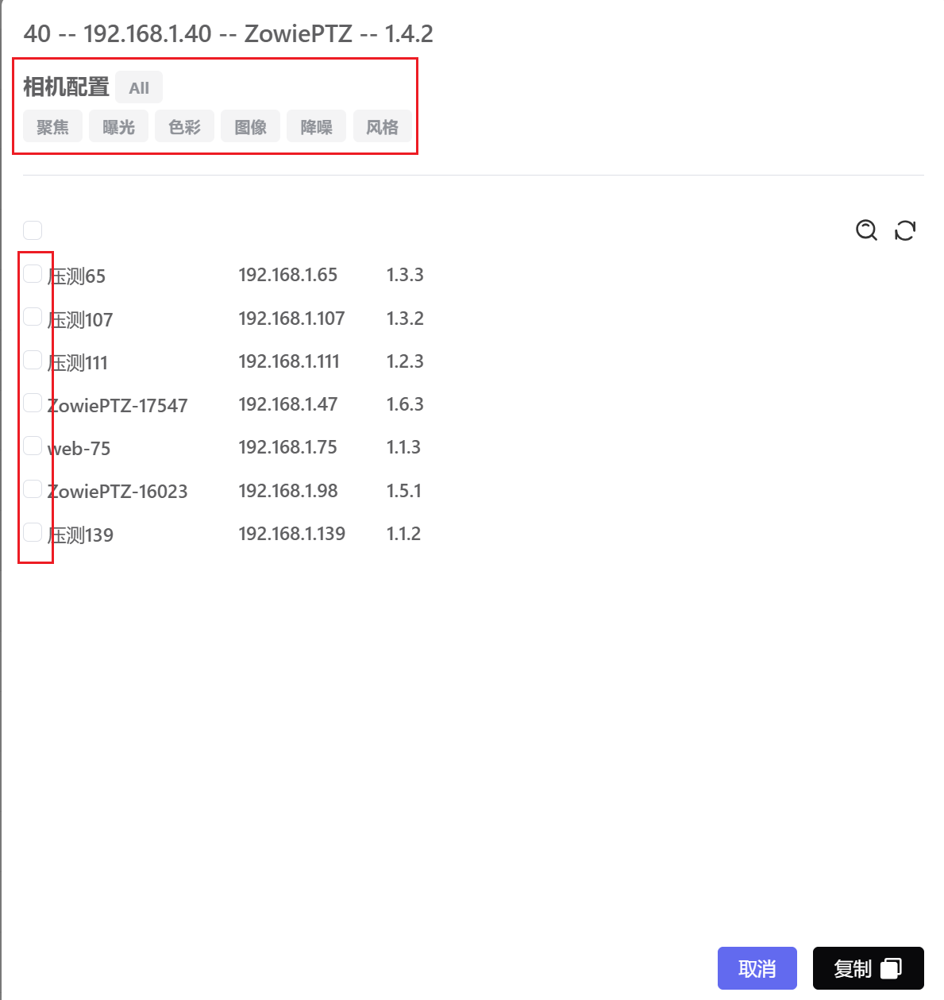 40 -- 192.168.1.40 -- ZowiePTZ -- 1.4.2
相机配置 All
聚焦 曝光 色彩 图像 降噪 风格
压测65 192.168.1.65 1.3.3
压测107 192.168.1.107 1.3.2
压测111 192.168.1.111 1.2.3
ZowiePTZ-17547 192.168.1.47 1.6.3
web-75 192.168.1.75 1.1.3
ZowiePTZ-16023 192.168.1.98 1.5.1
压测139 192.168.1.139 1.1.2
取消 复制